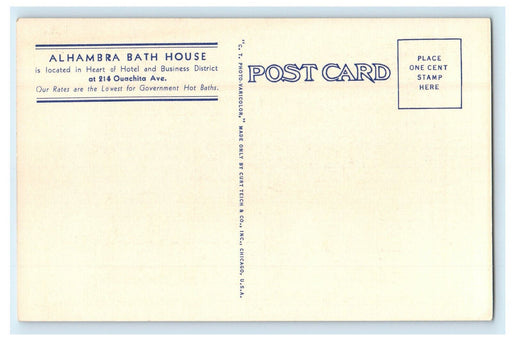 ALHAMBRA BATH HOUSE
is located in Heart of Hotel and Business District
at 214 Ouachita Ave.
Our Rates are the Lowest for Government Hot Baths.
"C. T. PHOTO-VARICOLOR," MADE ONLY BY CURT TEICH & CO., INC., CHICAGO, U.S.A.
POST CARD
PLACE
ONE CENT
STAMP
HERE